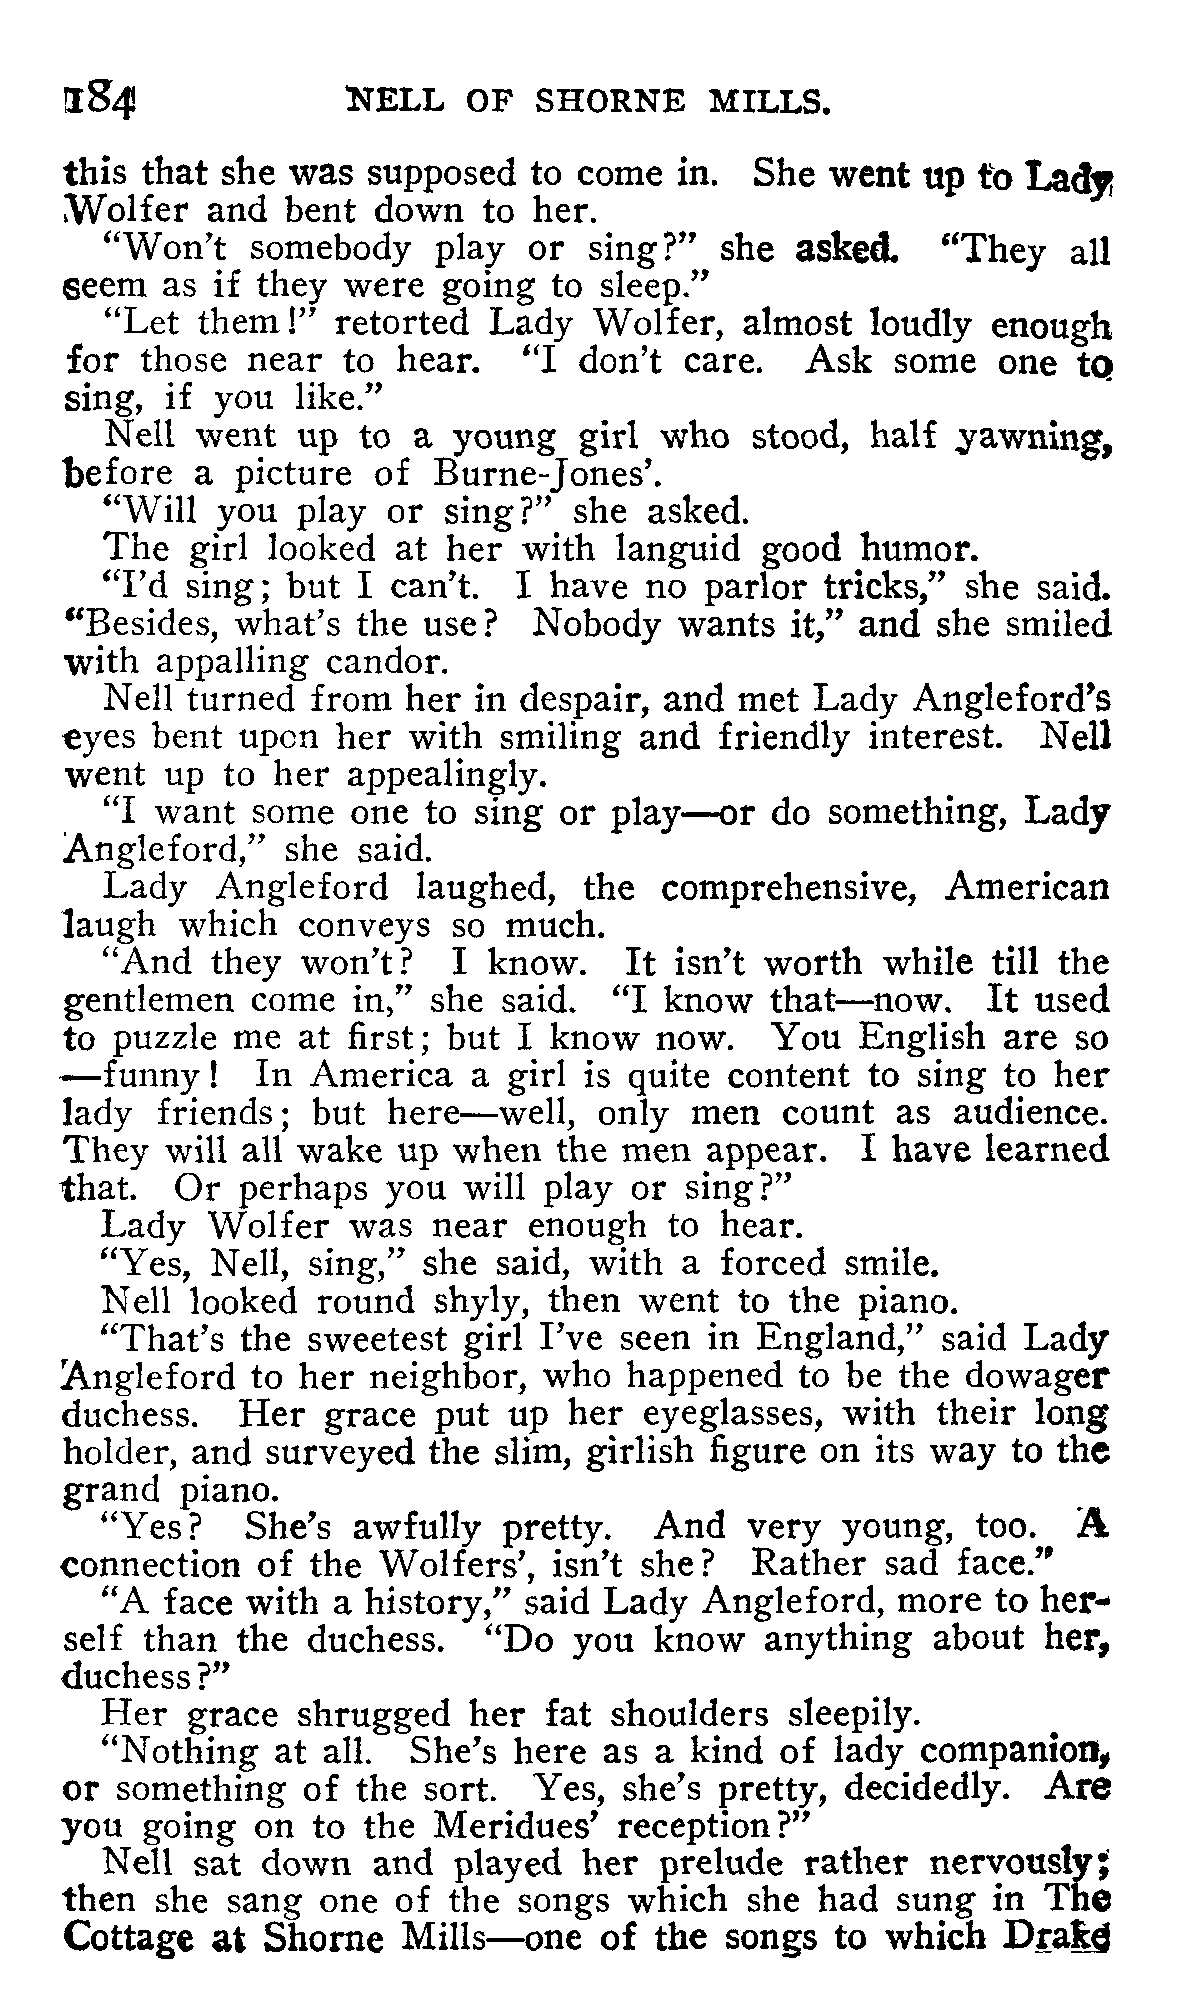 184 NELL OF SHORNE MILLS.
this that she was supposed to come in. She went up to Lady
Wolfer and bent down to her.
"Won't somebody play or sing?" she asked. "They all
seem as if they were going to sleep."
"Let them!" retorted Lady Wolfer, almost loudly enough
for those near to hear. "I don't care. Ask some one to
sing, if you like."
Nell went up to a young girl who stood, half yawning,
before a picture of Burne-Jones'.
"Will you play or sing?" she asked.
The girl looked at her with languid good humor.
"I'd sing; but I can't. I have no parlor tricks," she said.
"Besides, what's the use? Nobody wants it," and she smiled
with appalling candor.
Nell turned from her in despair, and met Lady Angleford's
eyes bent upon her with smiling and friendly interest. Nell
went up to her appealingly.
"I want some one to sing or play—or do something, Lady
Angleford," she said.
Lady Angleford laughed, the comprehensive, American
laugh which conveys so much.
"And they won't? I know. It isn't worth while till the
gentlemen come in," she said. "I know that—now. It used
to puzzle me at first; but I know now. You English are so
—funny! In America a girl is quite content to sing to her
lady friends; but here—well, only men count as audience.
They will all wake up when the men appear. I have learned
that. Or perhaps you will play or sing?"
Lady Wolfer was near enough to hear.
"Yes, Nell, sing," she said, with a forced smile.
Nell looked round shyly, then went to the piano.
"That's the sweetest girl I've seen in England," said Lady
Angleford to her neighbor, who happened to be the dowager
duchess. Her grace put up her eyeglasses, with their long
holder, and surveyed the slim, girlish figure on its way to the
grand piano.
"Yes? She's awfully pretty. And very young, too. A
connection of the Wolfers', isn't she? Rather sad face."
"A face with a history," said Lady Angleford, more to her-
self than the duchess. "Do you know anything about her,
duchess?"
Her grace shrugged her fat shoulders sleepily.
"Nothing at all. She's here as a kind of lady companion,
or something of the sort. Yes, she's pretty, decidedly. Are
you going on to the Meridues' reception?"
Nell sat down and played her prelude rather nervously;
then she sang one of the songs which she had sung in The
Cottage at Shorne Mills—one of the songs to which Drake